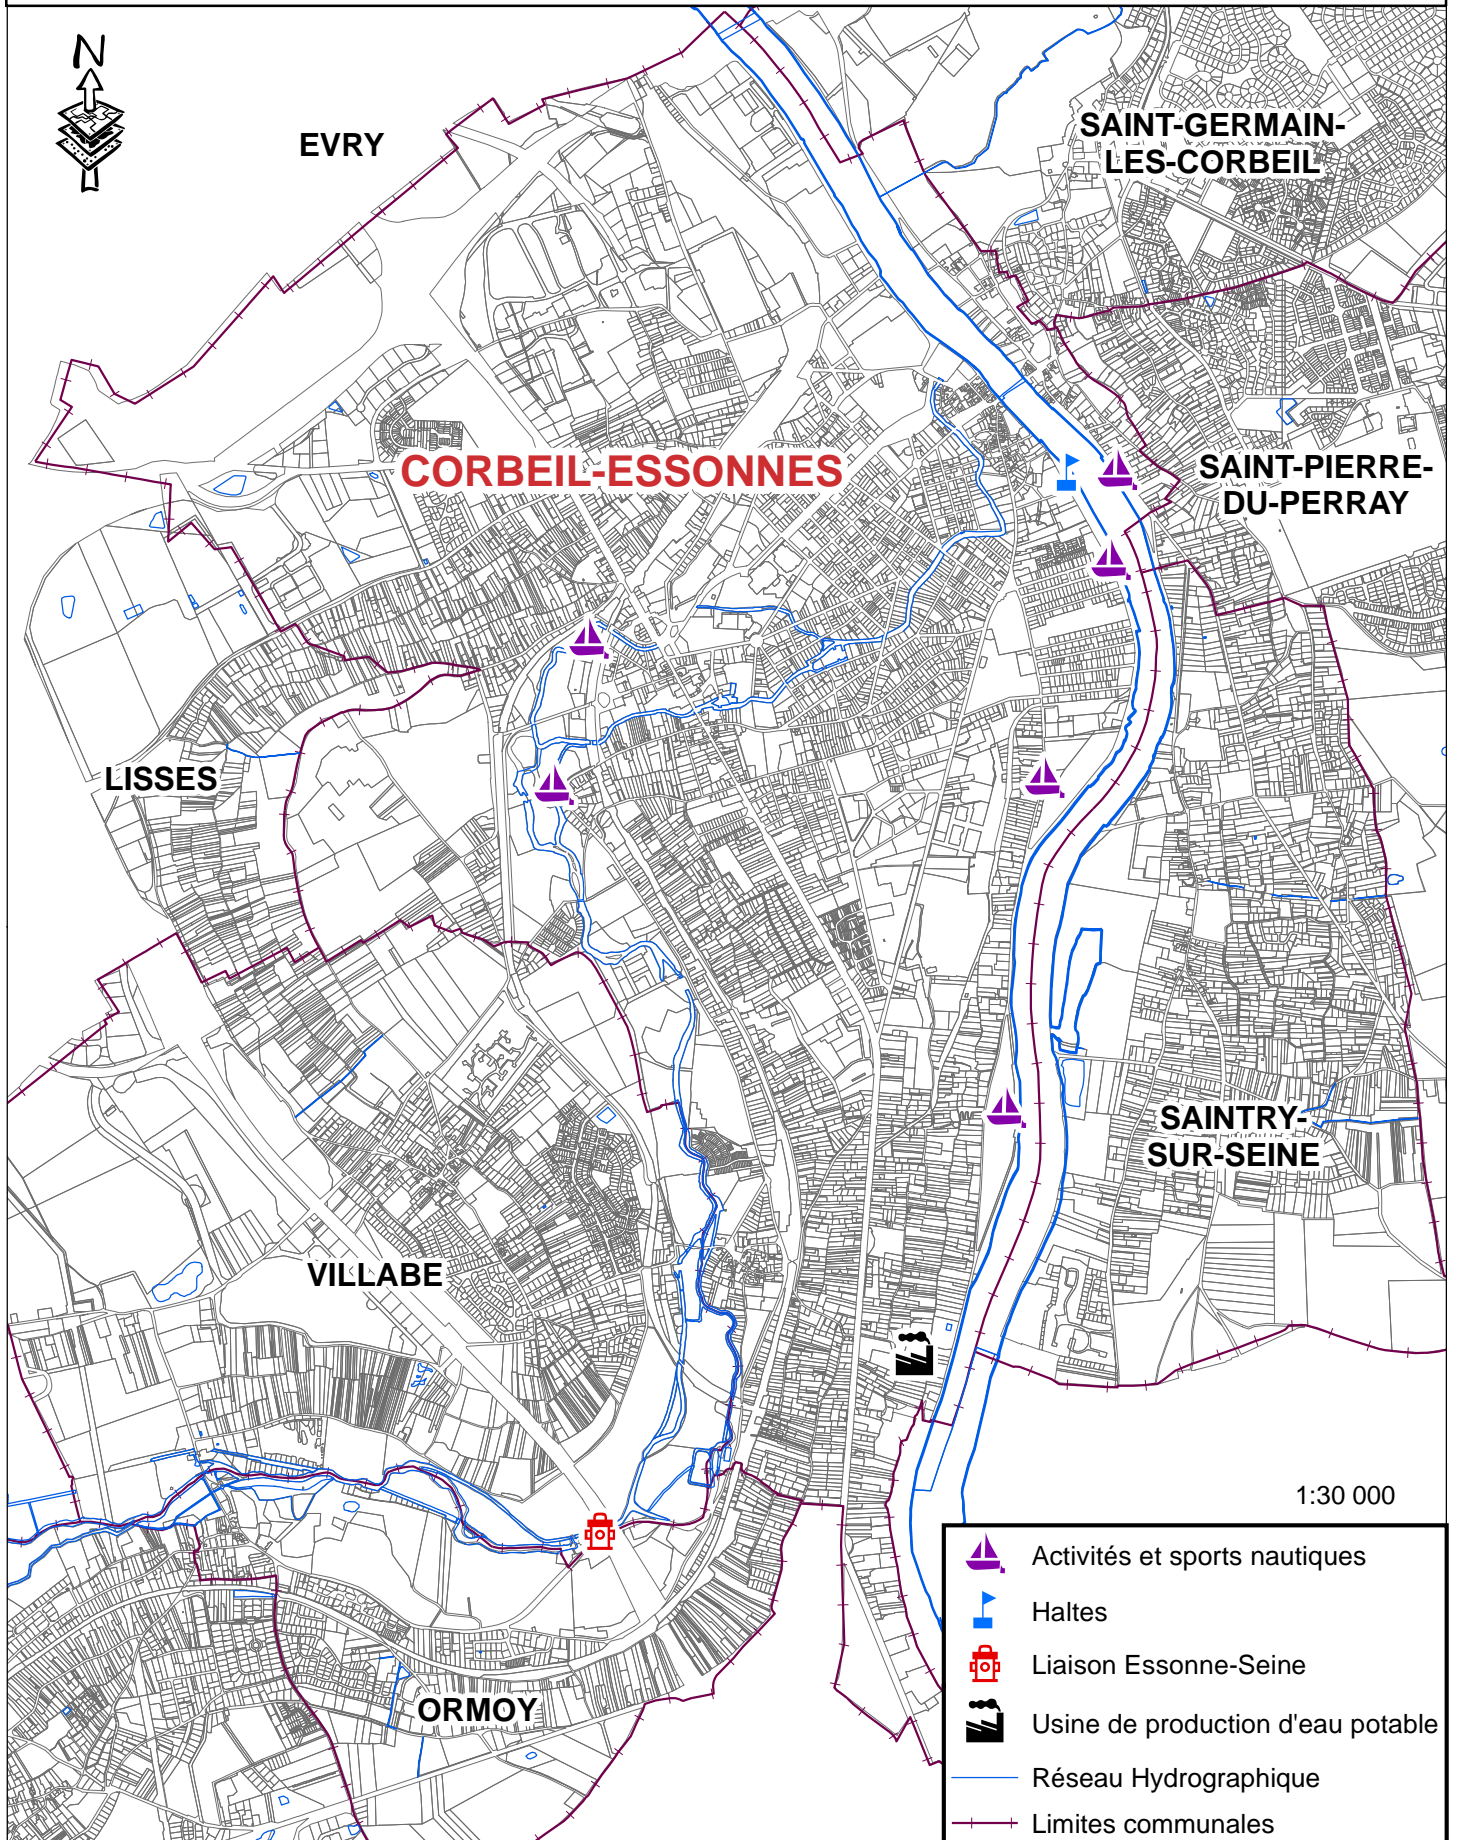 N
EVRY
SAINT-GERMAIN-
LES-CORBEIL
CORBEIL-ESSONNES
SAINT-PIERRE-
DU-PERRAY
LISSES
SAINTRY-
SUR-SEINE
VILLABE
ORMOY
1:30 000
Activités et sports nautiques
Haltes
Liaison Essonne-Seine
Usine de production d'eau potable
Réseau Hydrographique
Limites communales